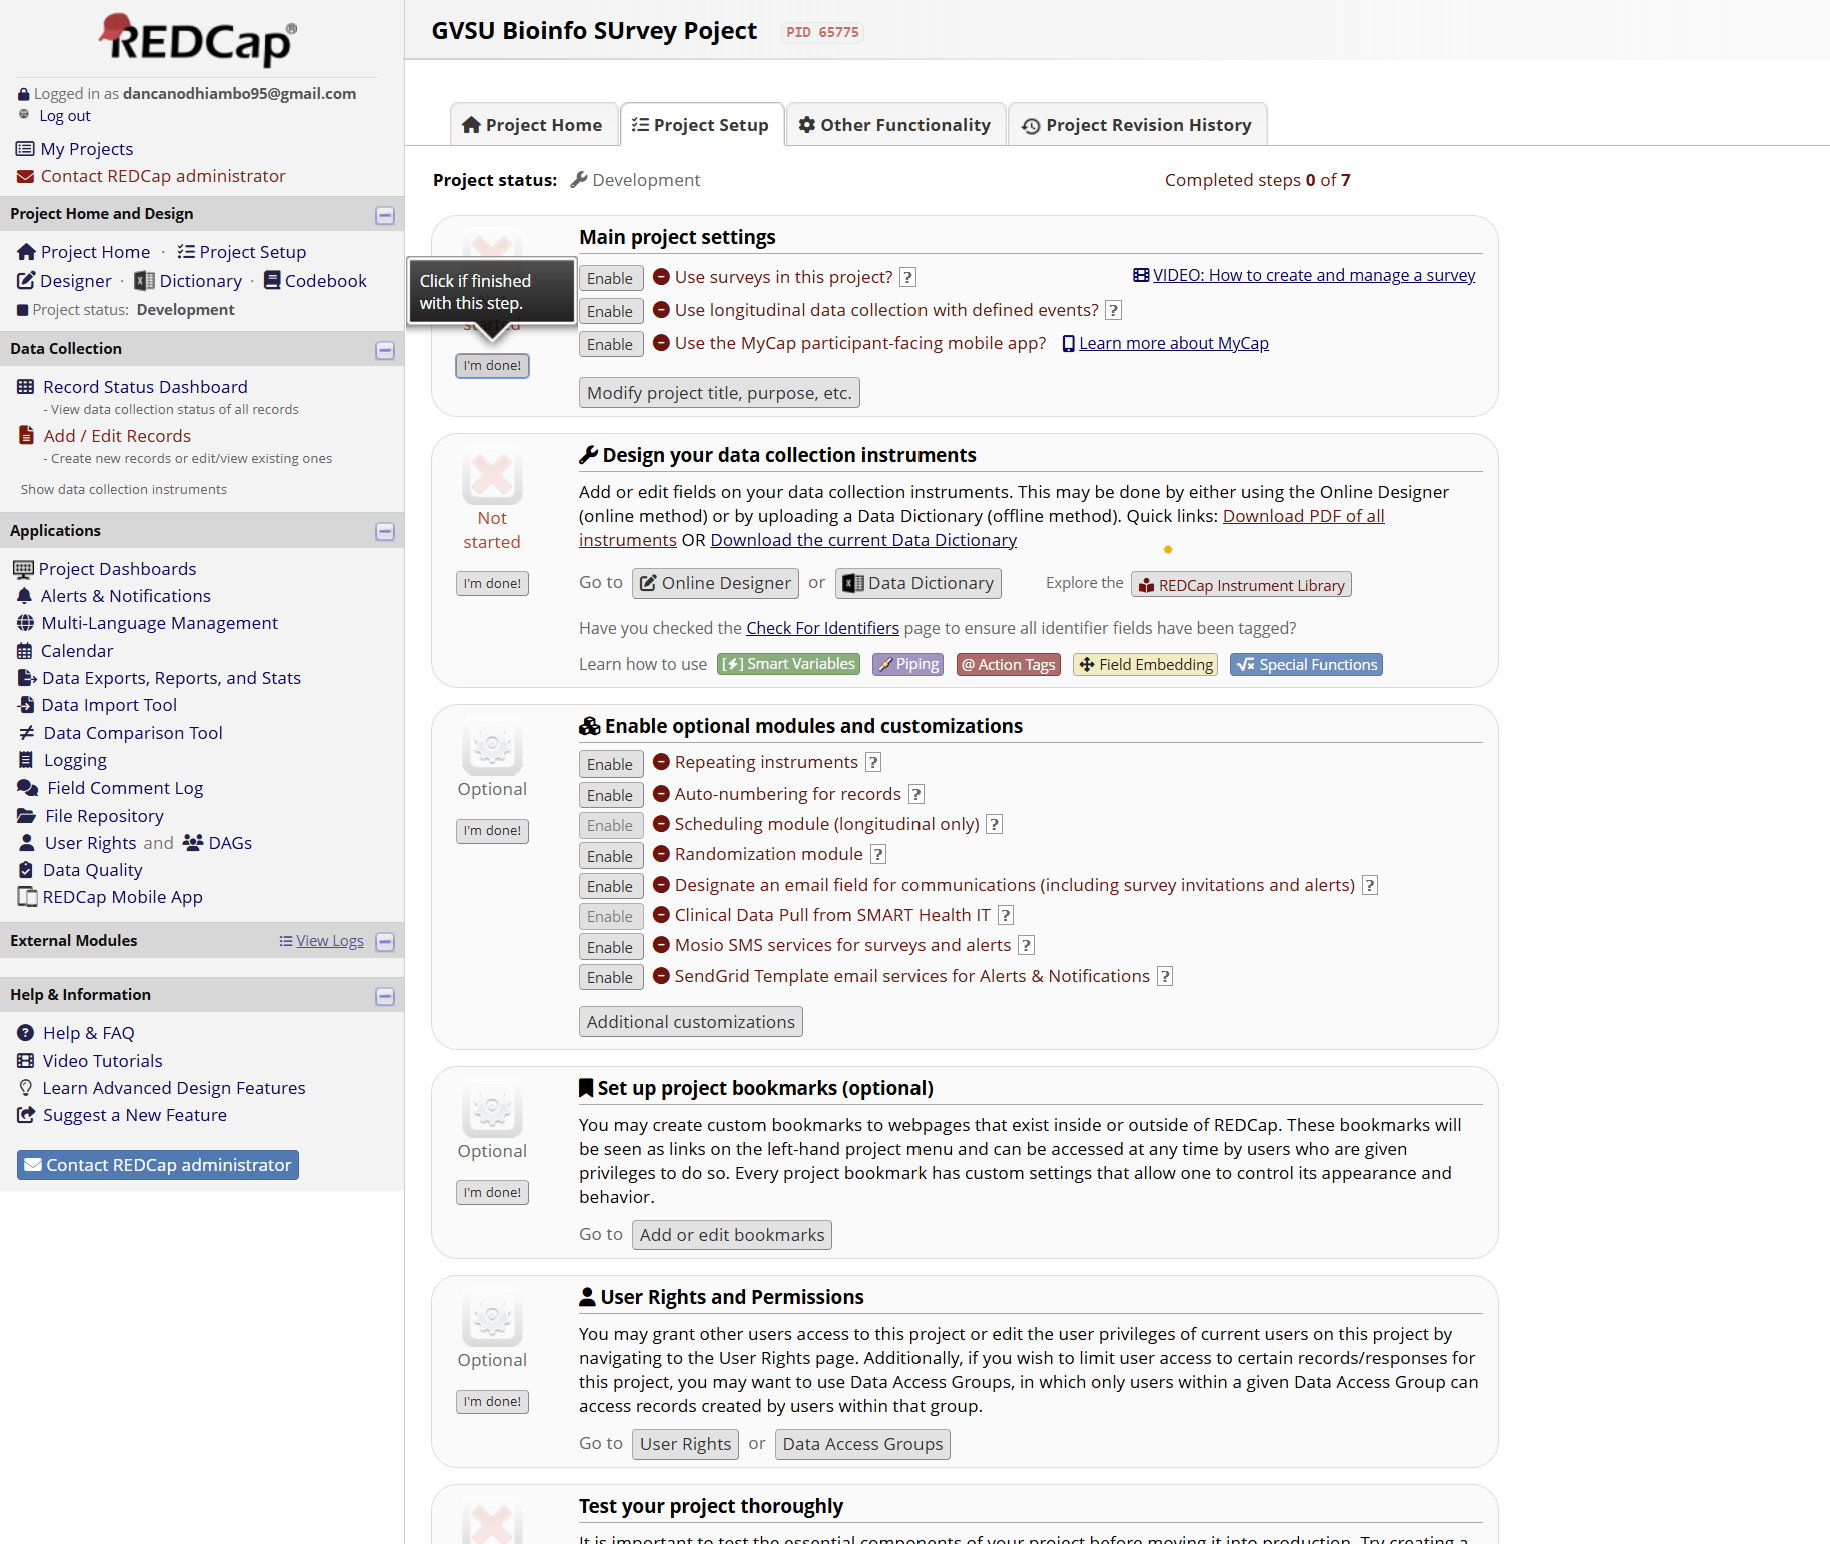 REDCap®
Logged in as dancanodhiambo95@gmail.com
Log out
My Projects
Contact REDCap administrator
Project Home and Design
Project Home · Project Setup
Designer · Dictionary · Codebook
Project status: Development
Data Collection
Record Status Dashboard
- View data collection status of all records
Add / Edit Records
- Create new records or edit/view existing ones
Show data collection instruments
Applications
Project Dashboards
Alerts & Notifications
Multi-Language Management
Calendar
Data Exports, Reports, and Stats
Data Import Tool
Data Comparison Tool
Logging
Field Comment Log
File Repository
User Rights and DAGs
Data Quality
REDCap Mobile App
External Modules View Logs
Help & Information
Help & FAQ
Video Tutorials
Learn Advanced Design Features
Suggest a New Feature
Contact REDCap administrator
GVSU Bioinfo SUrvey Poject PID 65775
Project Home Project Setup Other Functionality Project Revision History
Project status: Development Completed steps 0 of 7
Main project settings
Click if finished
with this step.
started
I'm done!
Enable Use surveys in this project? ? VIDEO: How to create and manage a survey
Enable Use longitudinal data collection with defined events? ?
Enable Use the MyCap participant-facing mobile app? Learn more about MyCap
Modify project title, purpose, etc.
Not
started
I'm done!
Design your data collection instruments
Add or edit fields on your data collection instruments. This may be done by either using the Online Designer
(online method) or by uploading a Data Dictionary (offline method). Quick links: Download PDF of all
instruments OR Download the current Data Dictionary
Go to Online Designer or Data Dictionary Explore the REDCap Instrument Library
Have you checked the Check For Identifiers page to ensure all identifier fields have been tagged?
Learn how to use [⚡] Smart Variables Piping @ Action Tags Field Embedding √x Special Functions
Optional
I'm done!
Enable optional modules and customizations
Enable Repeating instruments ?
Enable Auto-numbering for records ?
Enable Scheduling module (longitudinal only) ?
Enable Randomization module ?
Enable Designate an email field for communications (including survey invitations and alerts) ?
Enable Clinical Data Pull from SMART Health IT ?
Enable Mosio SMS services for surveys and alerts ?
Enable SendGrid Template email services for Alerts & Notifications ?
Additional customizations
Optional
I'm done!
Set up project bookmarks (optional)
You may create custom bookmarks to webpages that exist inside or outside of REDCap. These bookmarks will
be seen as links on the left-hand project menu and can be accessed at any time by users who are given
privileges to do so. Every project bookmark has custom settings that allow one to control its appearance and
behavior.
Go to Add or edit bookmarks
Optional
I'm done!
User Rights and Permissions
You may grant other users access to this project or edit the user privileges of current users on this project by
navigating to the User Rights page. Additionally, if you wish to limit user access to certain records/responses for
this project, you may want to use Data Access Groups, in which only users within a given Data Access Group can
access records created by users within that group.
Go to User Rights or Data Access Groups
Test your project thoroughly
It is important to test the essential components of your project before moving it into production. Try creating a